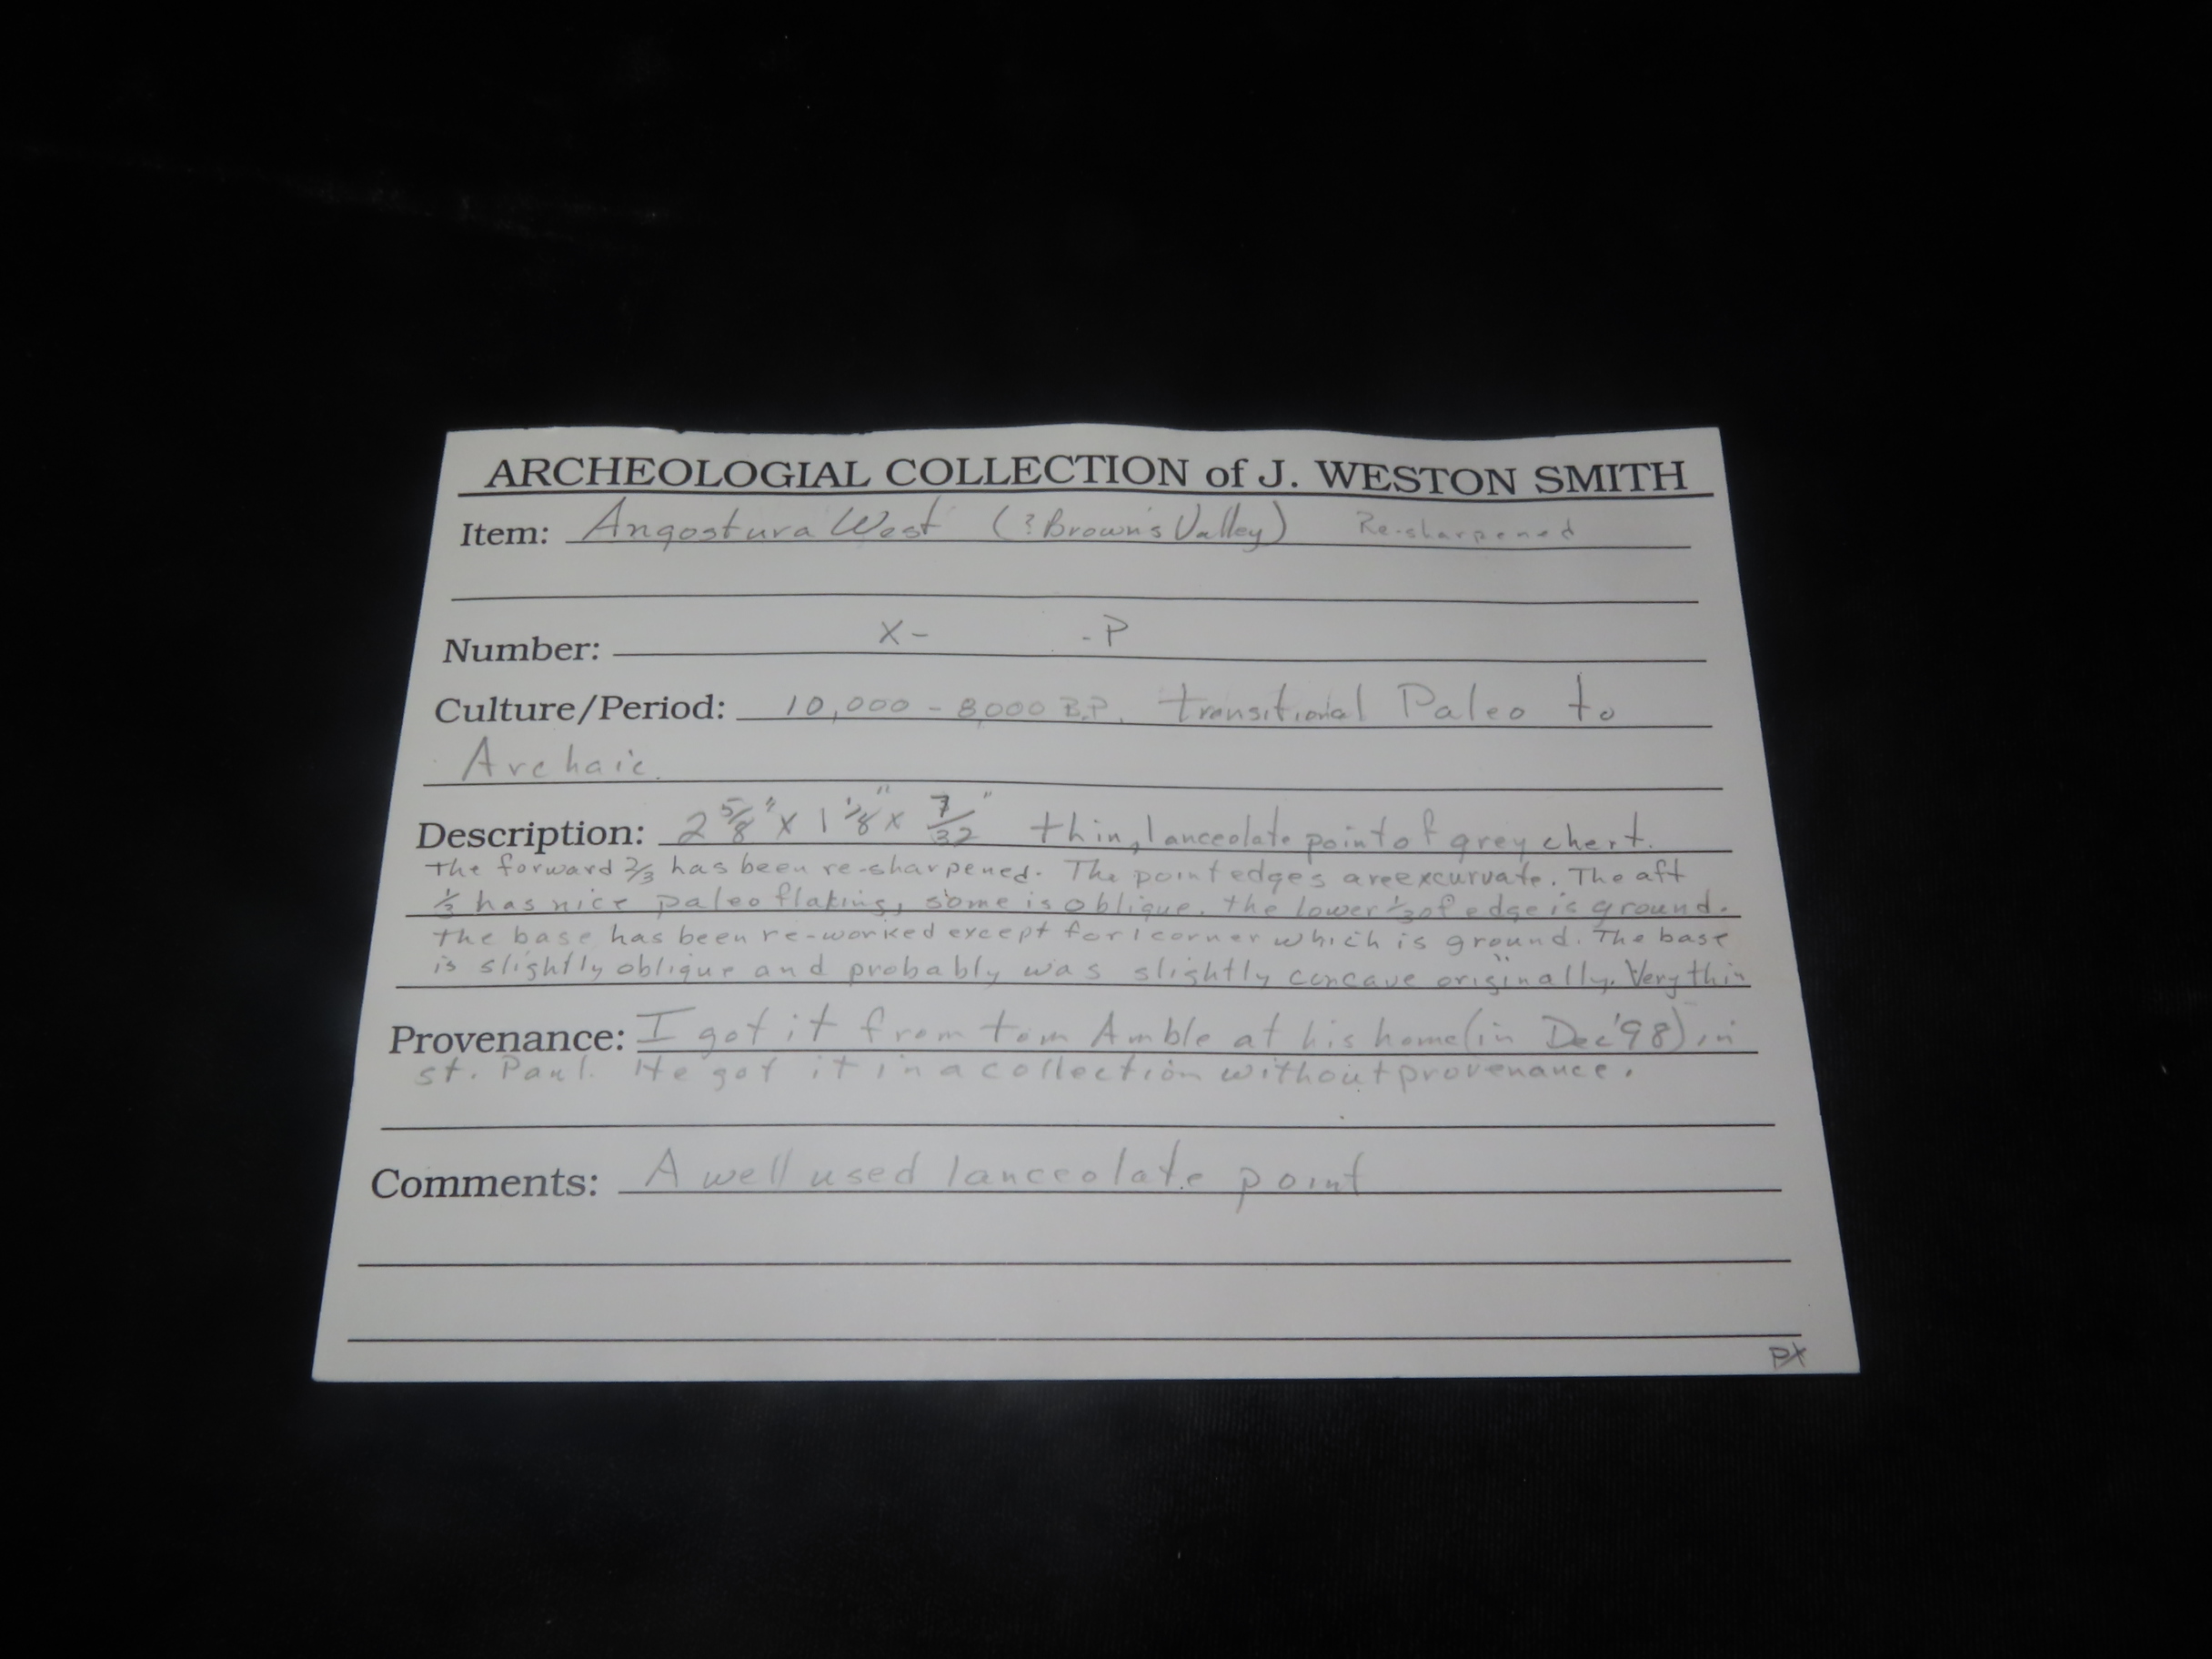 ARCHEOLOGIAL COLLECTION of J. WESTON SMITH
Item: Angostura West (? Brown's Valley) Re-sharpened
Number: X- -P
Culture/Period: 10,000 - 8,000 B.P. transitional Paleo to
Archaic.
Description: 2 5/8" x 1 1/8" x 7/32" thin, lanceolate point of grey chert.
The forward 2/3 has been re-sharpened. The point edges are excurvate. The aft
1/3 has nice paleo flaking, some is oblique. the lower 1/3 of edge is ground.
The base has been re-worked except for 1 corner which is ground. The base
is slightly oblique and probably was slightly concave originally. Very thin
Provenance: I got it from tom Amble at his home (in Dec '98) in
St. Paul. He got it in a collection without provenance.
Comments: A well used lanceolate point
PX